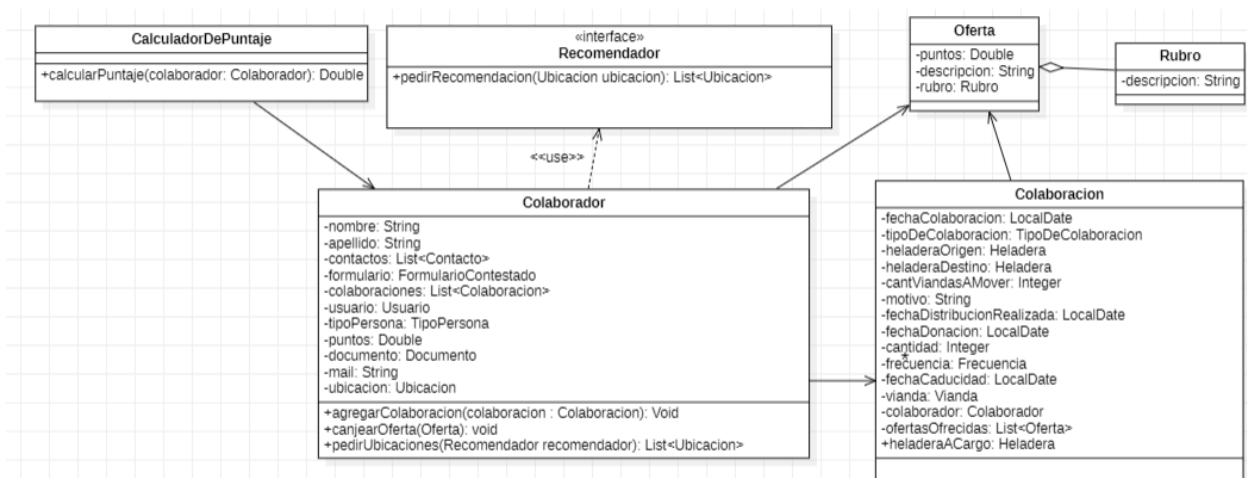 CalculadorDePuntaje
+calcularPuntaje(colaborador: Colaborador): Double
«interface»
Recomendador
+pedirRecomendacion(Ubicacion ubicacion): List<Ubicacion>
Oferta
-puntos: Double
-descripcion: String
-rubro: Rubro
Rubro
-descripcion: String
<<use>>
Colaborador
-nombre: String
-apellido: String
-contactos: List<Contacto>
-formulario: FormularioContestado
-colaboraciones: List<Colaboracion>
-usuario: Usuario
-tipoPersona: TipoPersona
-puntos: Double
-documento: Documento
-mail: String
-ubicacion: Ubicacion
+agregarColaboracion(colaboracion : Colaboracion): Void
+canjearOferta(Oferta): void
+pedirUbicaciones(Recomendador recomendador): List<Ubicacion>
Colaboracion
-fechaColaboracion: LocalDate
-tipoDeColaboracion: TipoDeColaboracion
-heladeraOrigen: Heladera
-heladeraDestino: Heladera
-cantViandasAMover: Integer
-motivo: String
-fechaDistribucionRealizada: LocalDate
-fechaDonacion: LocalDate
-cantidad: Integer
*
-frecuencia: Frecuencia
-fechaCaducidad: LocalDate
-vianda: Vianda
-colaborador: Colaborador
-ofertasOfrecidas: List<Oferta>
+heladeraACargo: Heladera